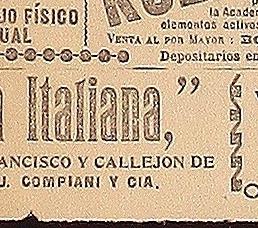 JO FÍSICO
UAL
la Acade
elementos activos
VENTA AL POR MAYOR :
Depositarios en
Italiana,"
ANCISCO Y CALLEJON DE
J. COMPIANI Y CIA.